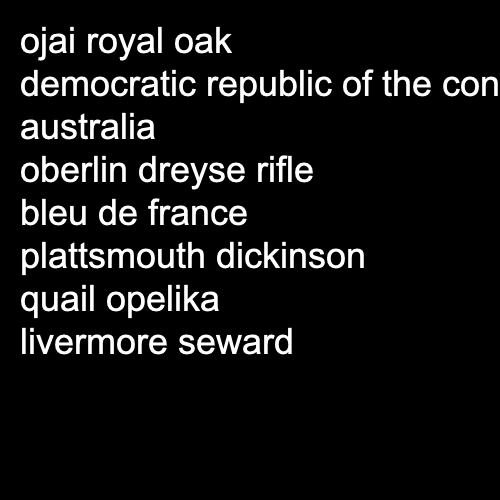 ojai royal oak
democratic republic of the con
australia
oberlin dreyse rifle
bleu de france
plattsmouth dickinson
quail opelika
livermore seward